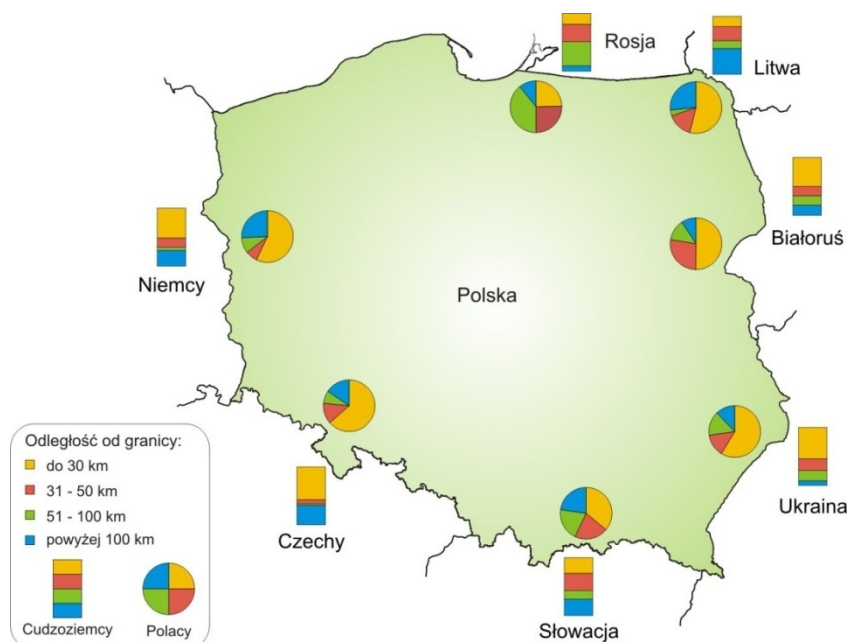 Rosja
Litwa
Białoruś
Niemcy
Polska
Ukraina
Czechy
Słowacja
Odległość od granicy:
do 30 km
31 - 50 km
51 - 100 km
powyżej 100 km
Cudzoziemcy
Polacy